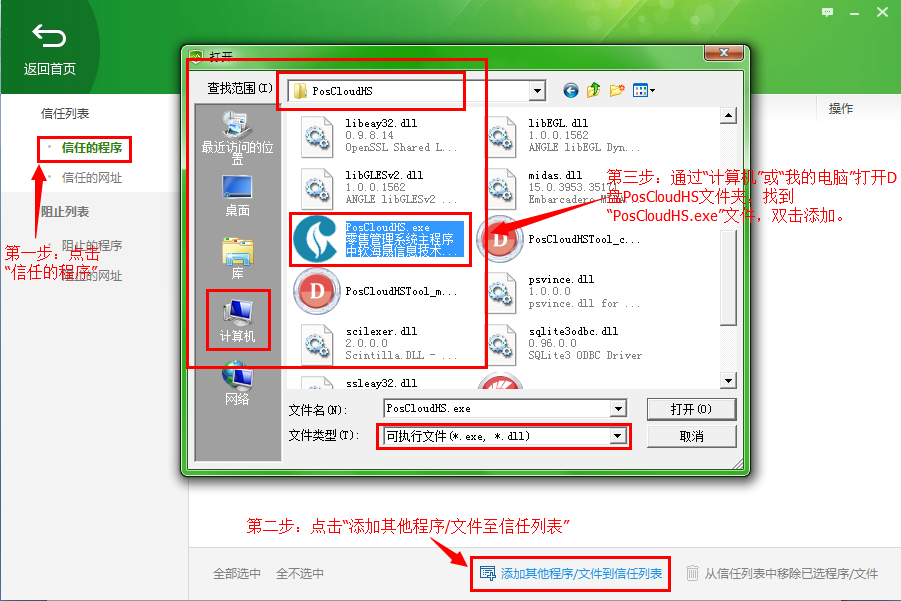 返回首页
信任列表
信任的程序
信任的网址
阻止列表
阻止的程序
的网址
操作
第一步：点击
“信任的程序”
打开
查找范围(I)
PosCloudHS
最近访问的位
置
桌面
库
计算机
网络
libeay32.dll
0.9.8.14
OpenSSL Shared L...
libEGL.dll
1.0.0.1562
ANGLE libEGL Dyn...
libGLESv2.dll
1.0.0.1562
ANGLE libGLESv2 ...
midas.dll
15.0.3953.3517
Embarcadero MIDAS
PosCloudHS.exe
零售管理系统主程序
中软海晟信息技术...
PosCloudHSTool_c...
PosCloudHSTool_m...
psvince.dll
1.0.0.0
psvince.dll for ...
scilexer.dll
2.0.0.0
Scintilla.DLL - ...
sqlite3odbc.dll
0.96.0.0
SQLite3 ODBC Driver
ssleay32.dll
第三步：通过“计算机”或“我的电脑”打开D
盘PosCloudHS文件夹，找到
“PosCloudHS.exe”文件，双击添加。
文件名(N):
PosCloudHS.exe
打开(O)
文件类型(T):
可执行文件(*.exe, *.dll)
取消
第二步：点击“添加其他程序/文件至信任列表”
全部选中
全不选中
添加其他程序/文件到信任列表
从信任列表中移除已选程序/文件